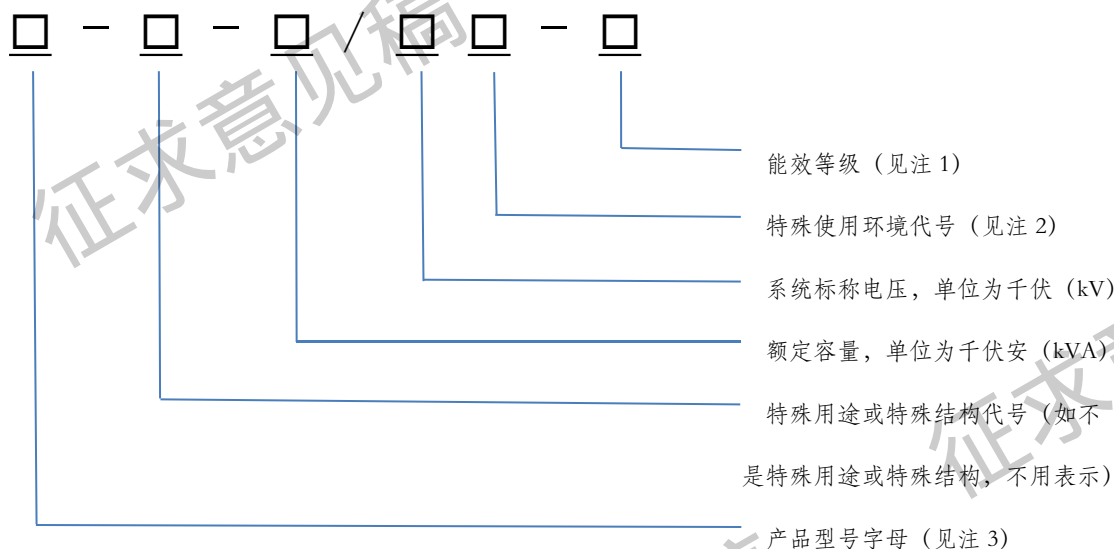 □ - □ - □ / □ □ - □
能效等级（见注 1）
特殊使用环境代号（见注 2）
系统标称电压，单位为千伏（kV）
额定容量，单位为千伏安（kVA）
特殊用途或特殊结构代号（如不
是特殊用途或特殊结构，不用表示）
产品型号字母（见注 3）
征求意见稿
征求意